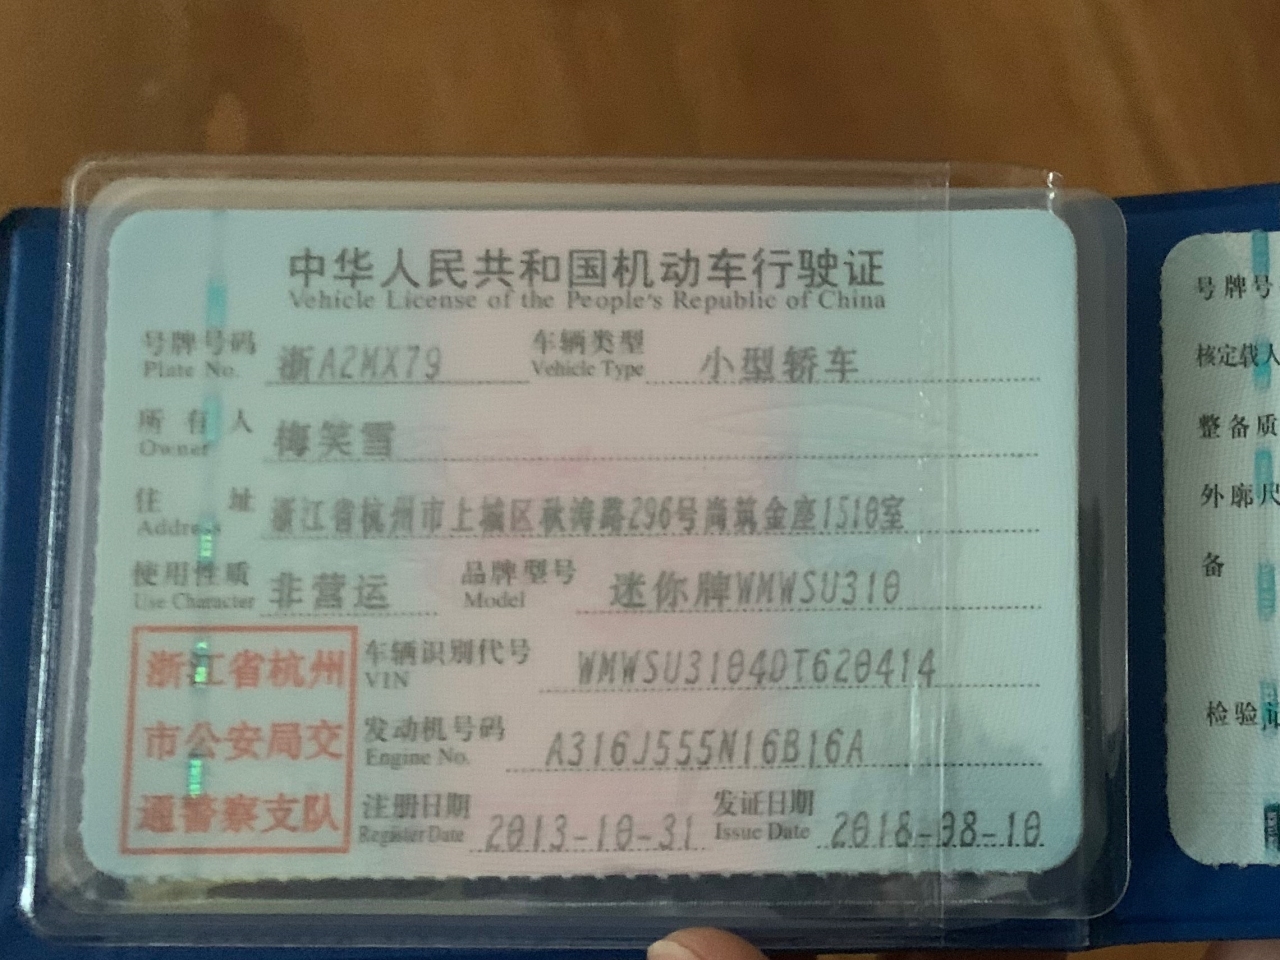 中华人民共和国机动车行驶证
Vehicle License of the People's Republic of China
号牌号码 浙A2MX79 车辆类型 小型轿车
Plate No. Vehicle Type
所有人 梅笑雪
Owner
住址 浙江省杭州市上城区秋涛路296号海筑金座1510室
Address
使用性质 非营运 品牌型号 迷你牌WMWSU310
Use Character Model
车辆识别代号 WMWSU3104DT620414
VIN
发动机号码 A316J555N16B16A
Engine No.
注册日期 2013-10-31 发证日期 2018-08-10
Register Date Issue Date
浙江省杭州
市公安局交
通警察支队
号牌号
核定载人
整备质
外廓尺
备
检验记